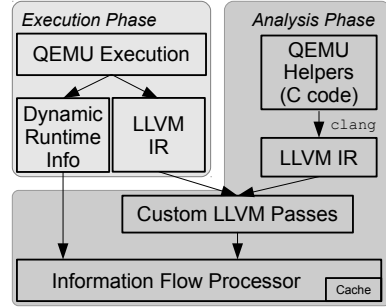 Execution Phase
QEMU Execution
Dynamic
Runtime
Info
LLVM
IR
Analysis Phase
QEMU
Helpers
(C code)
clang
LLVM IR
Custom LLVM Passes
Information Flow Processor
Cache